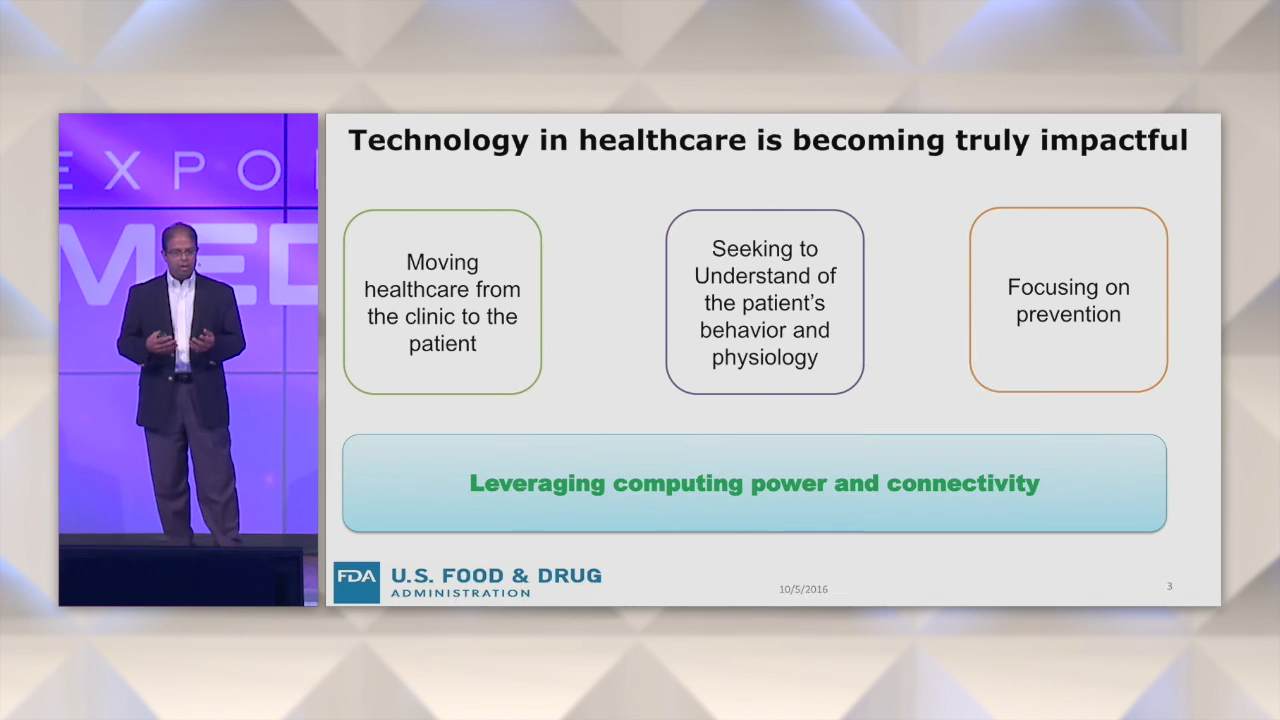 EXPO
MED
Technology in healthcare is becoming truly impactful
Moving
healthcare from
the clinic to the
patient
Seeking to
Understand of
the patient's
behavior and
physiology
Focusing on
prevention
Leveraging computing power and connectivity
FDA
U.S. FOOD & DRUG
ADMINISTRATION
10/5/2016
3